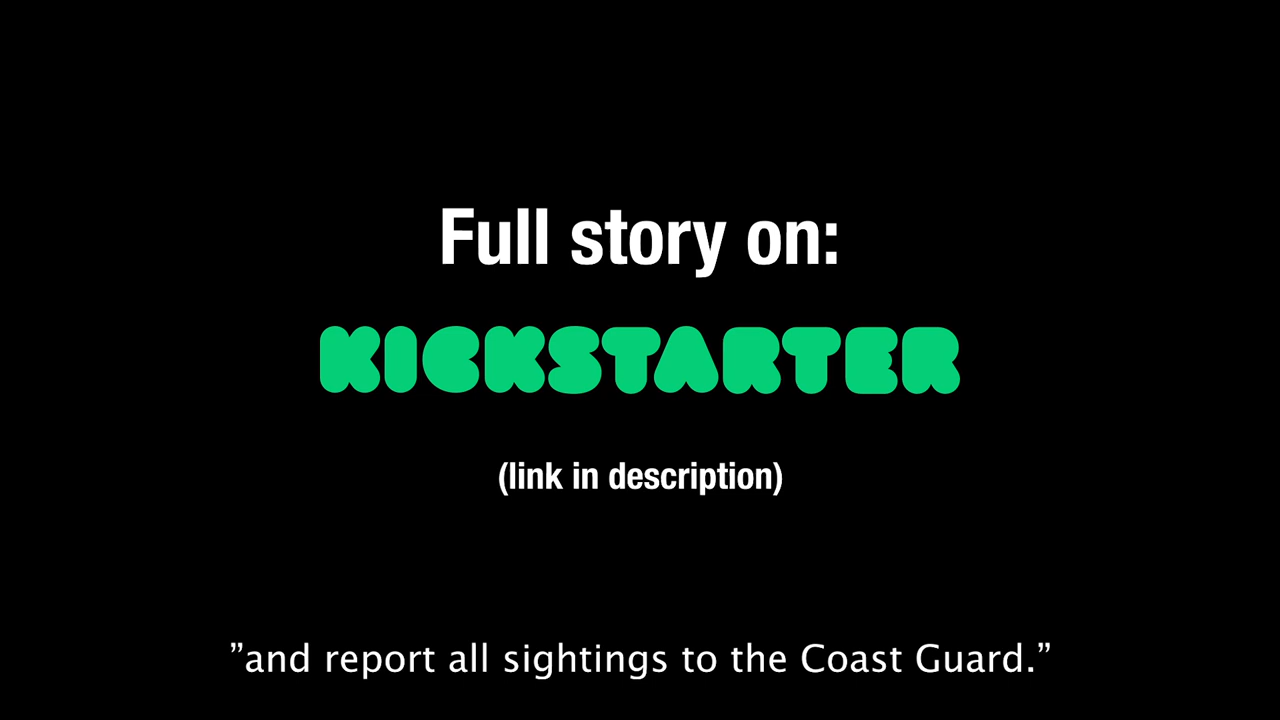 Full story on:
KICKSTARTER
(link in description)
”and report all sightings to the Coast Guard.”